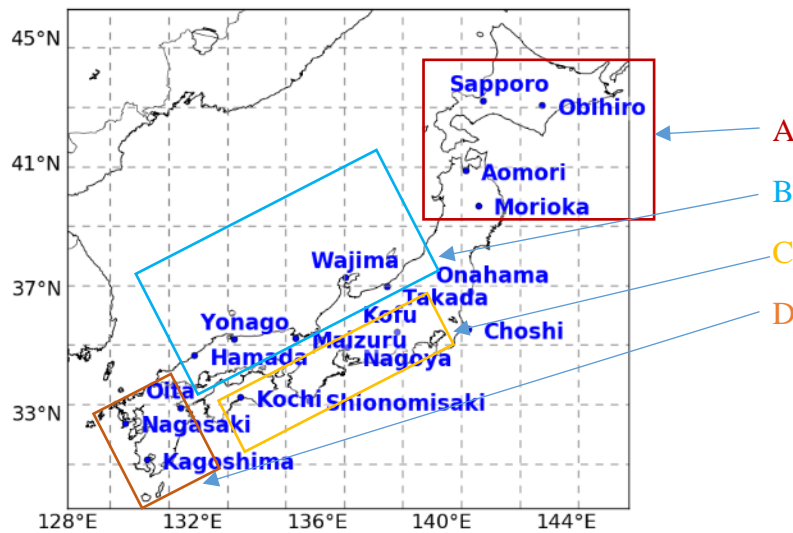 45°N
Sapporo
Obihiro
A
41°N
Aomori
B
Morioka
C
Wajima
Onahama
37°N
Takada
D
Kofu
Yonago
Maizuru
Choshi
Hamada
Nagoya
Oita
33°N
Kochi
Shionomisaki
Nagasaki
Kagoshima
128°E 132°E 136°E 140°E 144°E